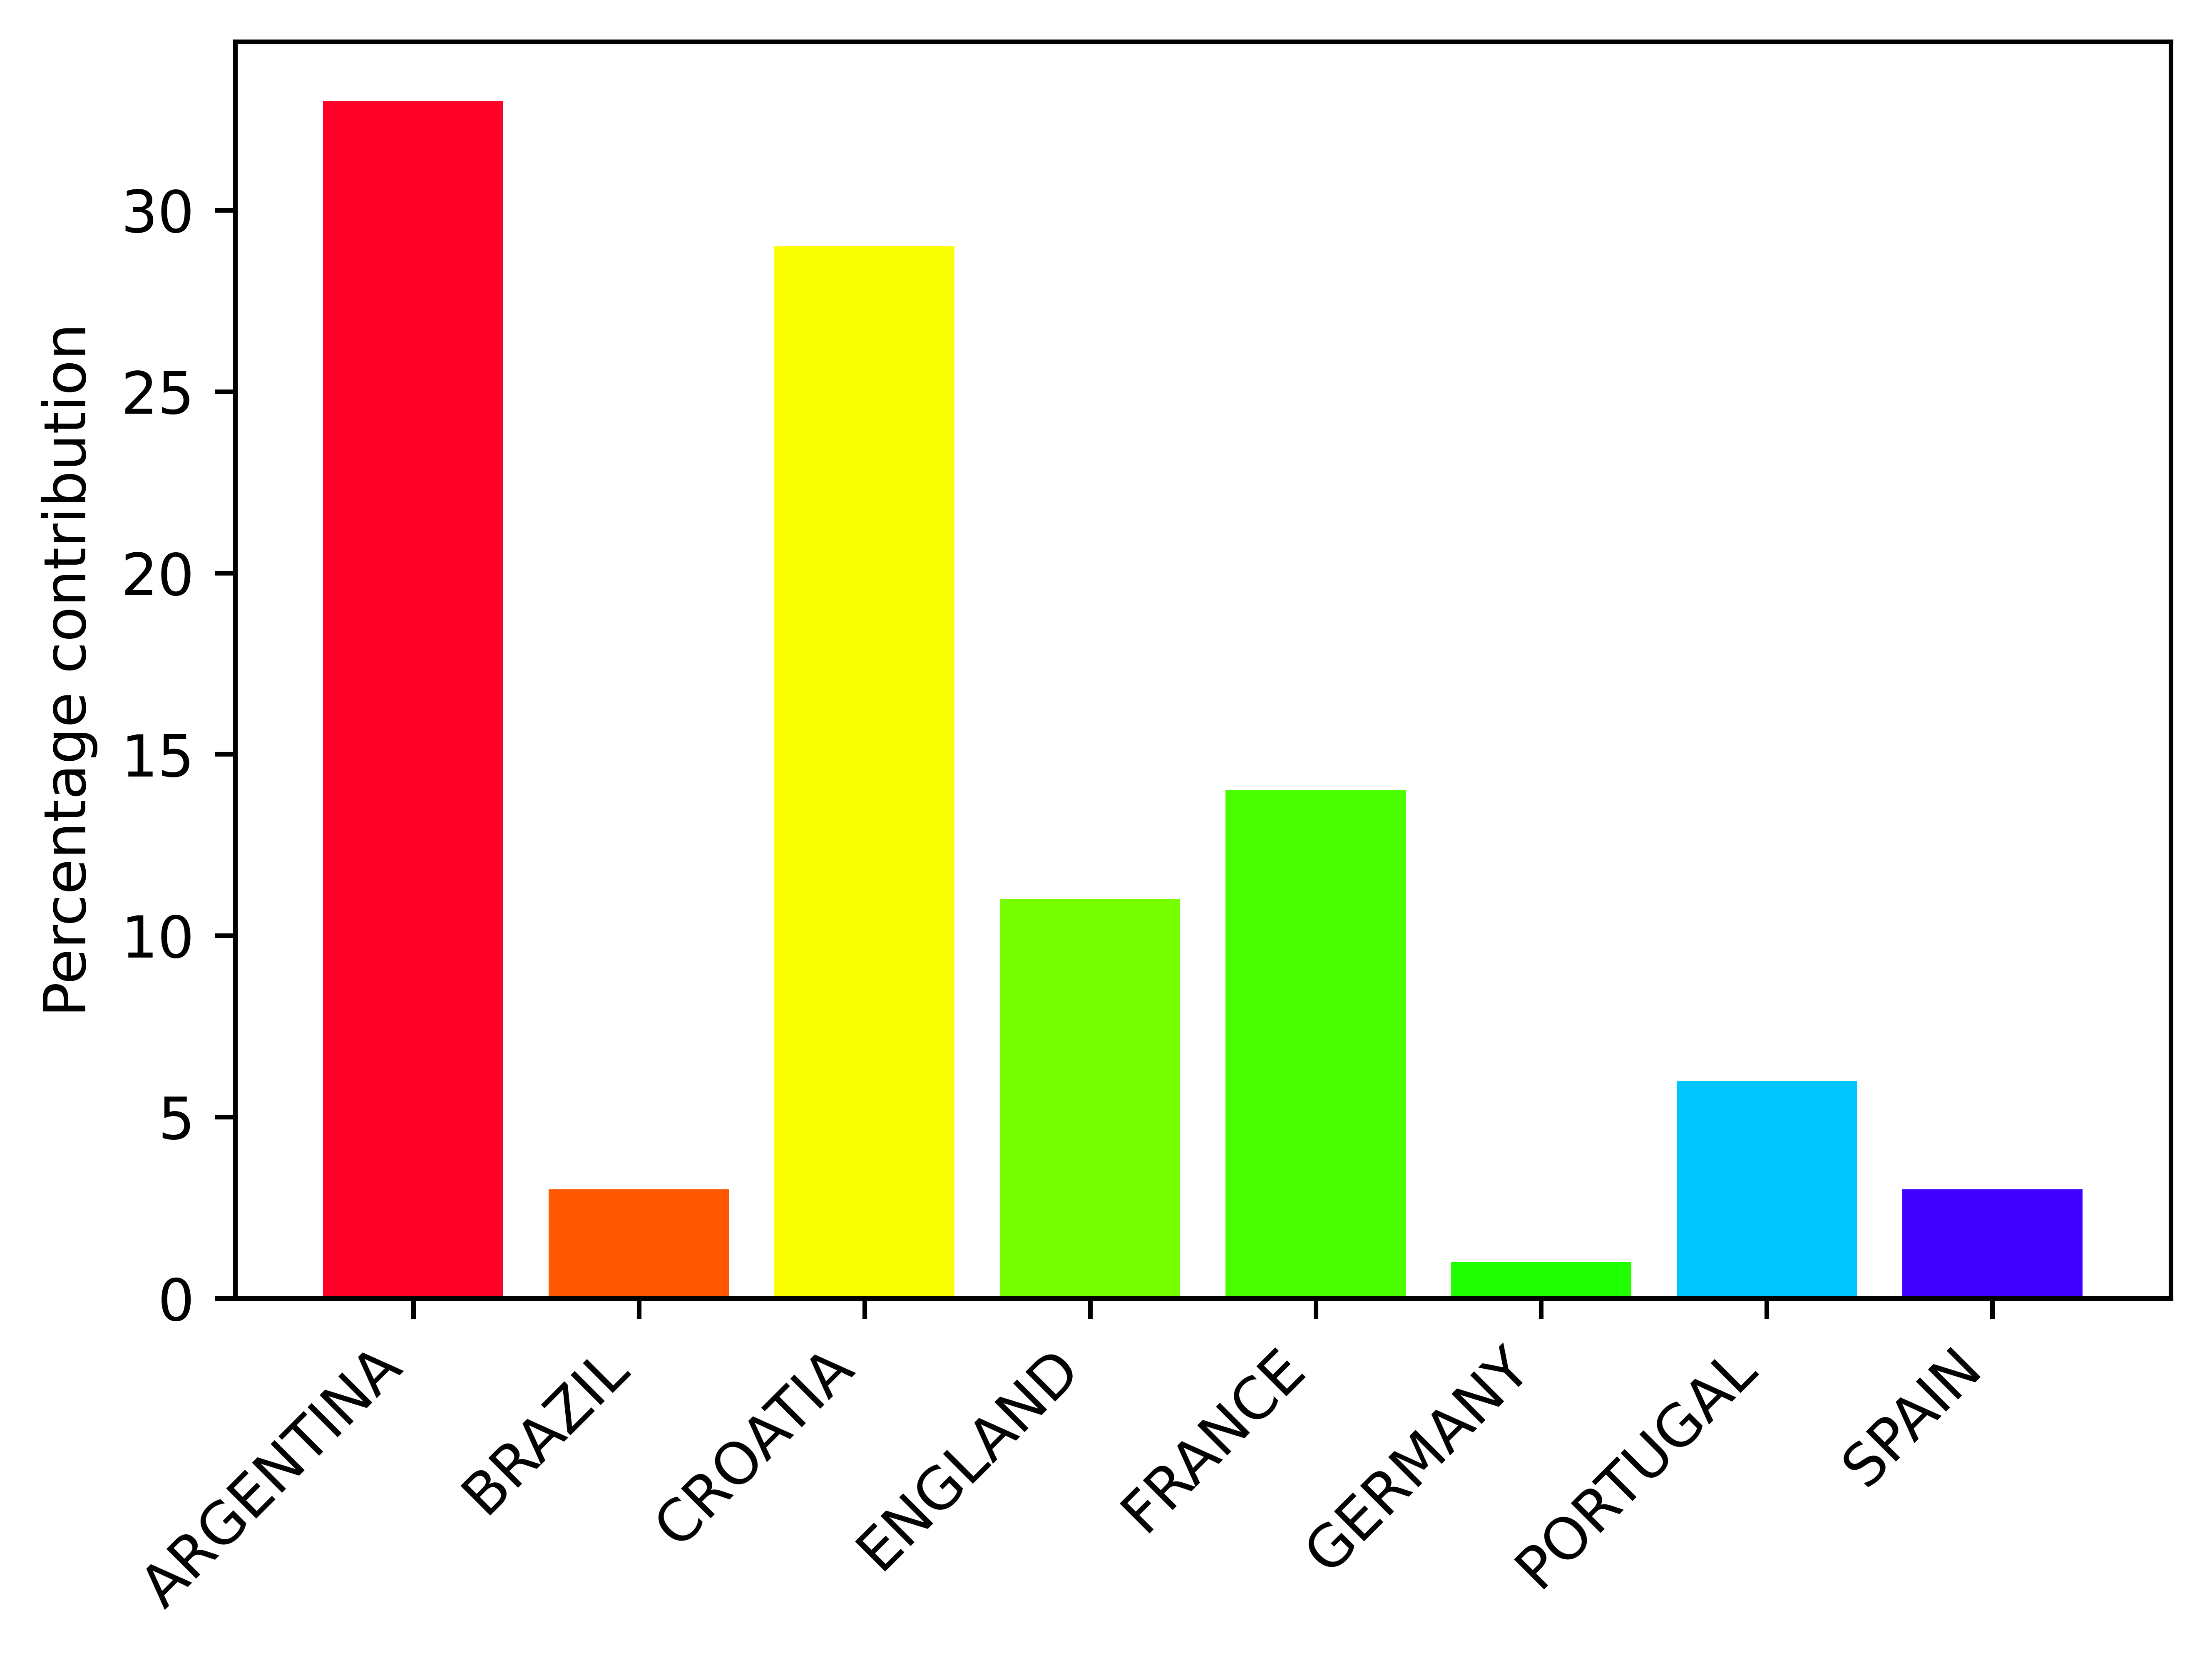 Percentage contribution
30
25
20
15
10
5
0
ARGENTINA
BRAZIL
CROATIA
ENGLAND
FRANCE
GERMANY
PORTUGAL
SPAIN